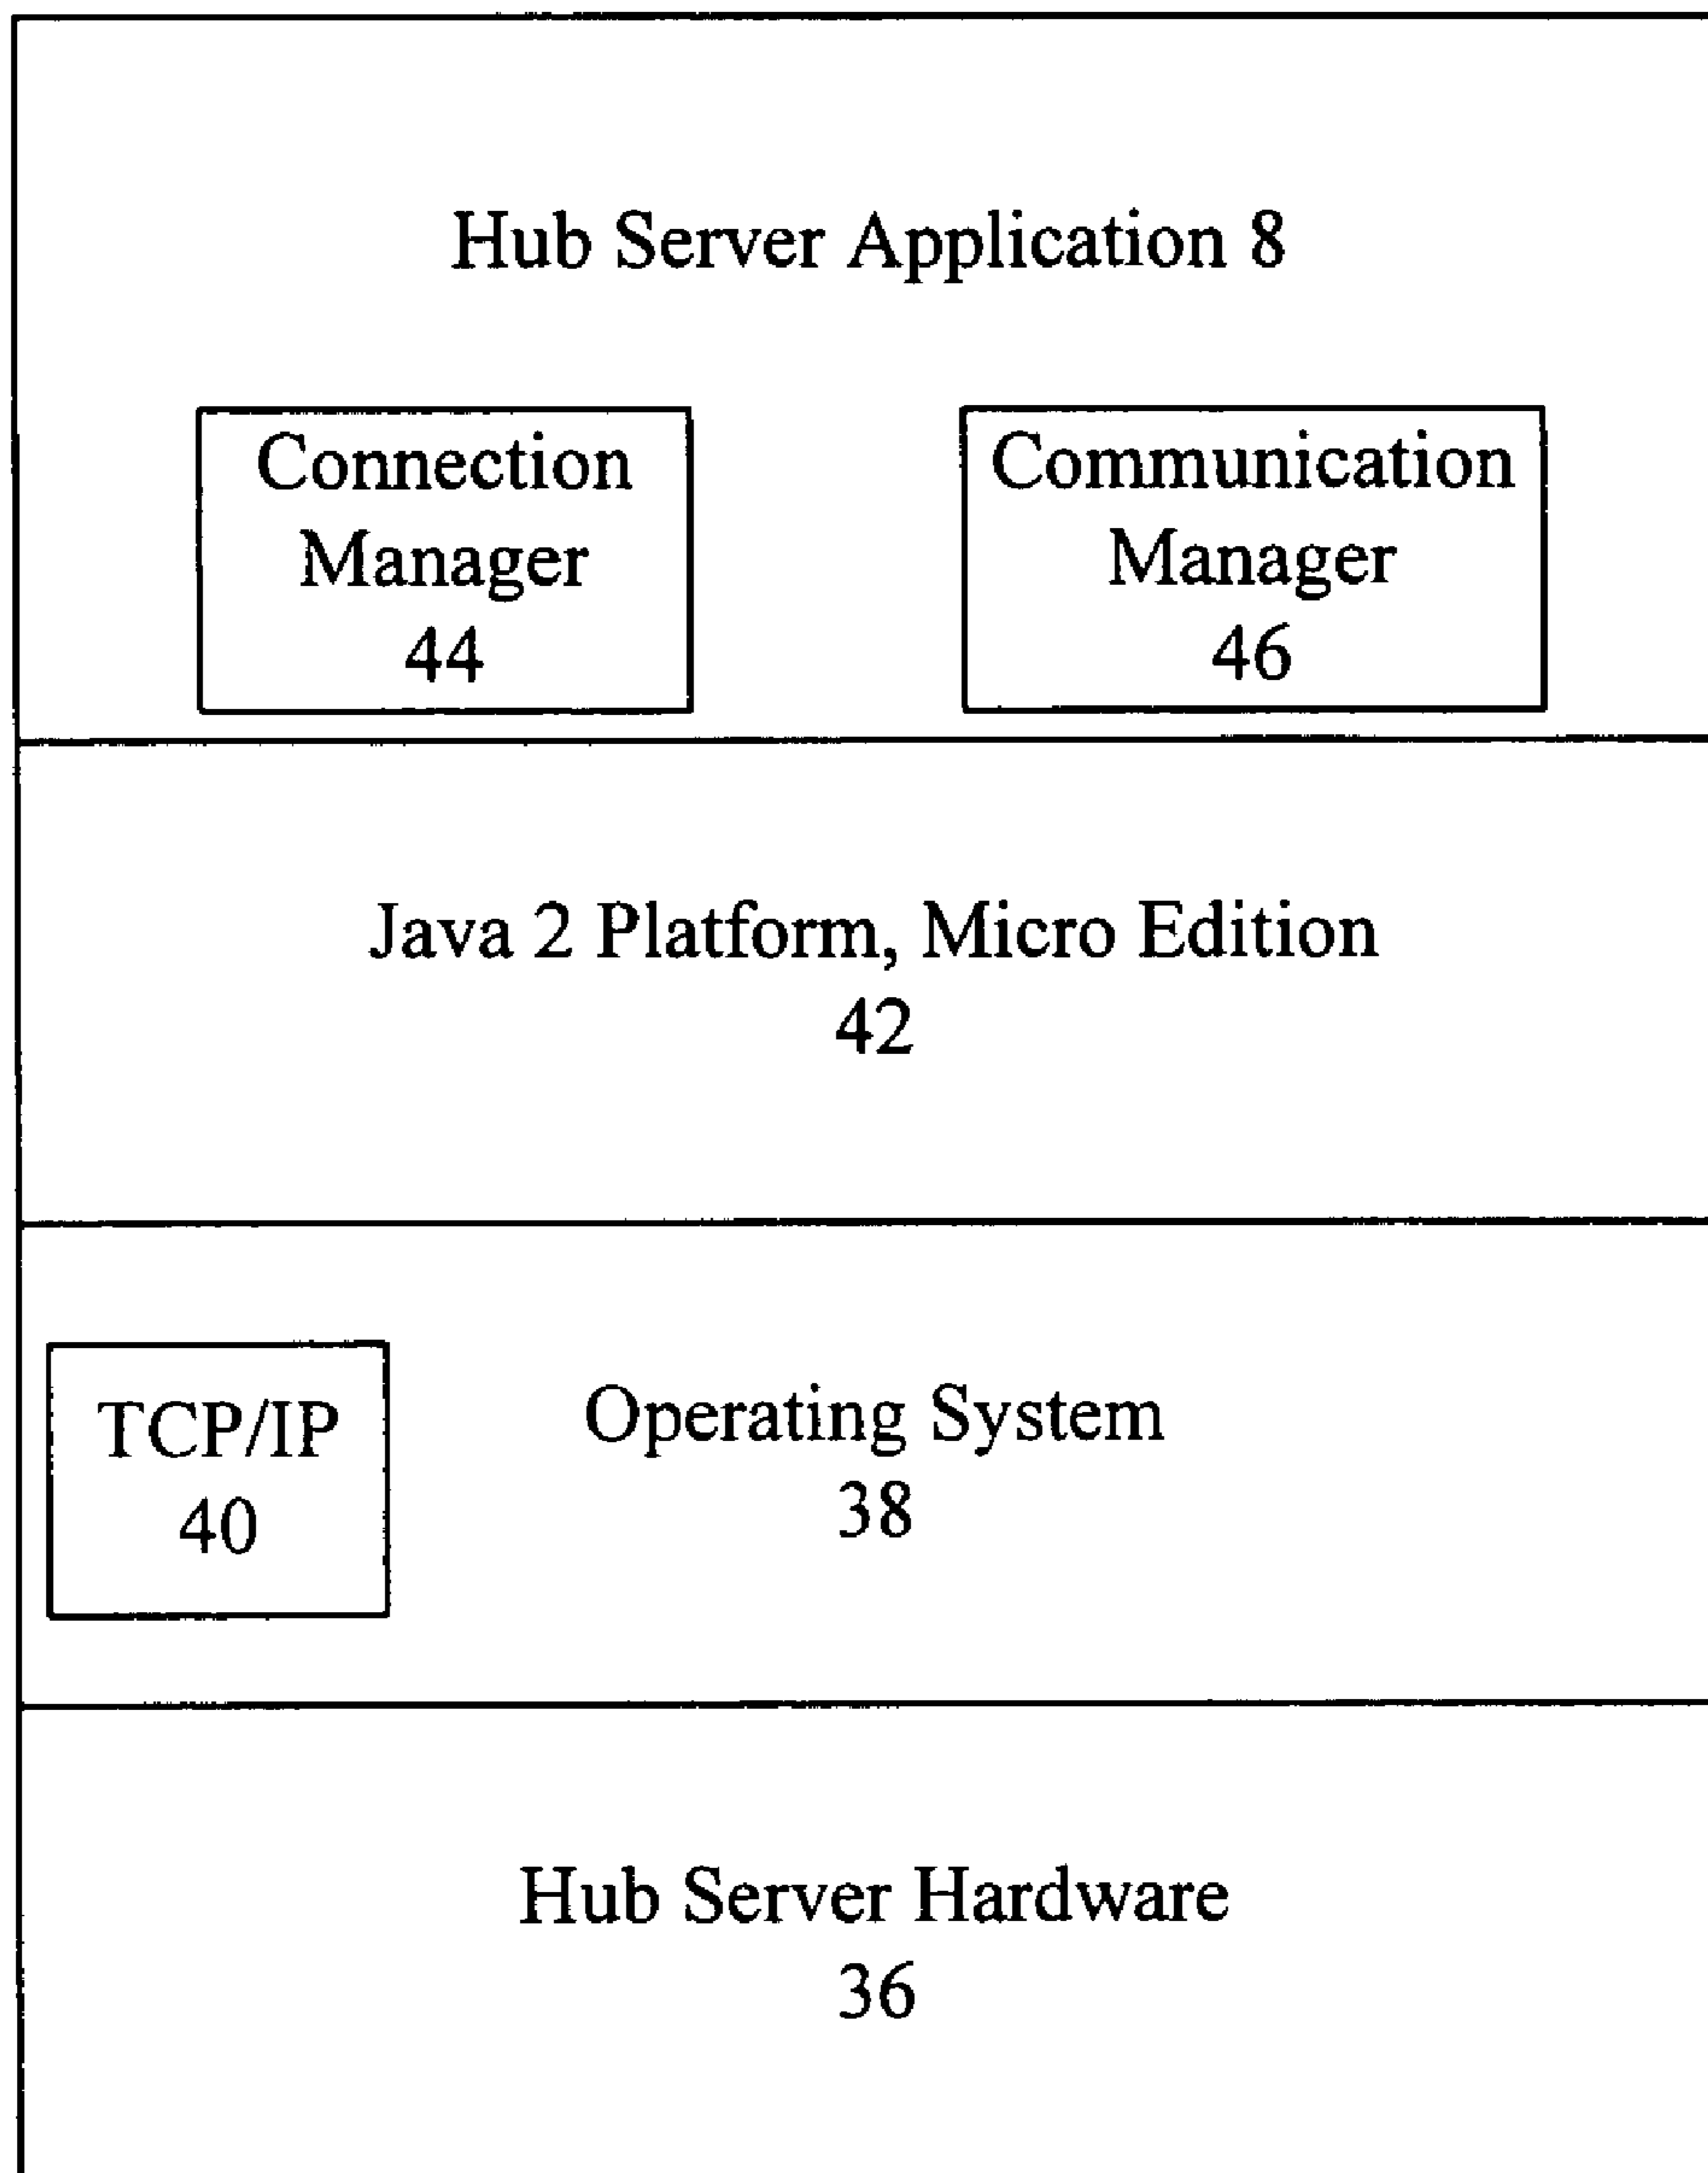 Hub Server Application 8
Connection
Manager
44
Communication
Manager
46
Java 2 Platform, Micro Edition
42
TCP/IP
40
Operating System
38
Hub Server Hardware
36